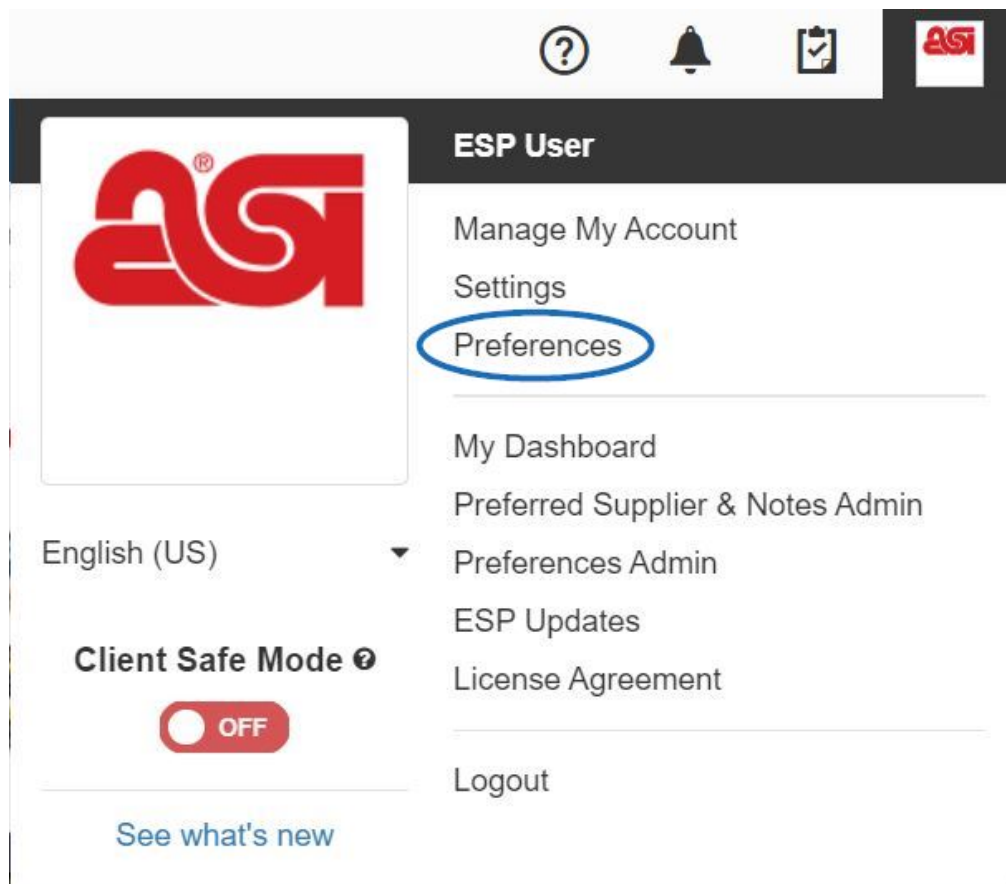 asi
ESP User
asi
®
Manage My Account
Settings
Preferences
My Dashboard
Preferred Supplier & Notes Admin
Preferences Admin
ESP Updates
License Agreement
Logout
English (US)
Client Safe Mode ?
OFF
See what's new